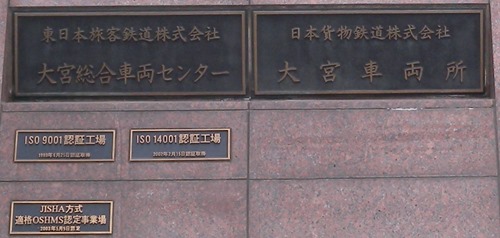 東日本旅客鉄道株式会社
大宮総合車両センター
日本貨物鉄道株式会社
大宮車両所
ISO 9001認証工場
ISO 14001認証工場
JISHA方式
適格OSHMS認定事業場